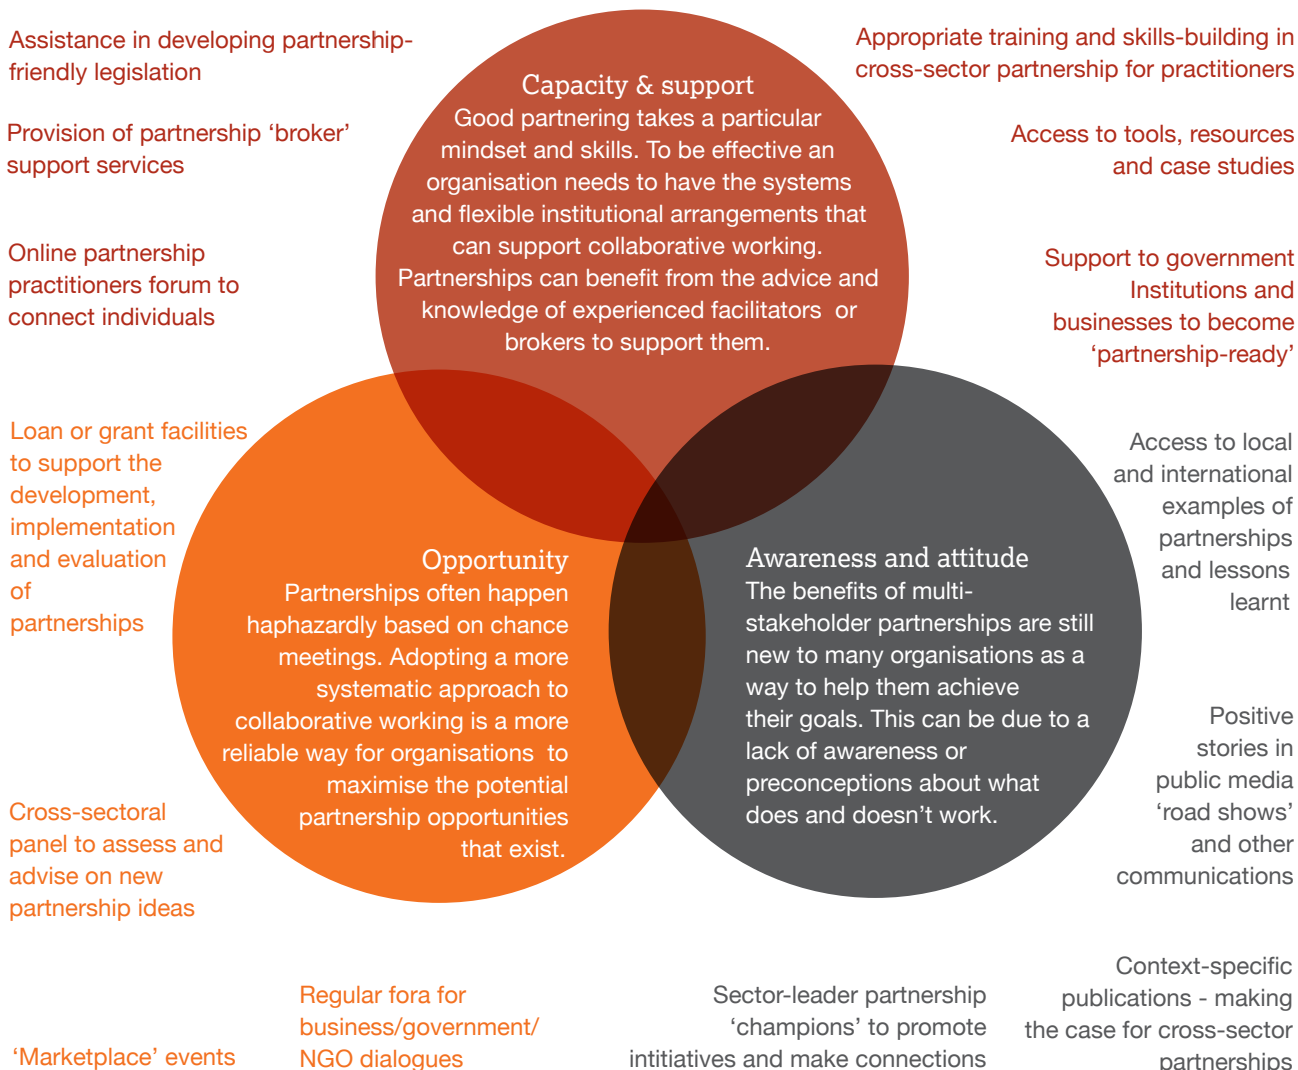 Assistance in developing partnership-
friendly legislation
Provision of partnership ‘broker’
support services
Online partnership
practitioners forum to
connect individuals
Capacity & support
Good partnering takes a particular
mindset and skills. To be effective an
organisation needs to have the systems
and flexible institutional arrangements that
can support collaborative working.
Partnerships can benefit from the advice and
knowledge of experienced facilitators  or
brokers to support them.
Appropriate training and skills-building in
cross-sector partnership for practitioners
Access to tools, resources
and case studies
Support to government
Institutions and
businesses to become
‘partnership-ready’
Loan or grant facilities
to support the
development,
implementation
and evaluation
of
partnerships
Cross-sectoral
panel to assess and
advise on new
partnership ideas
‘Marketplace’ events
Regular fora for
business/government/
NGO dialogues
Opportunity
Partnerships often happen
haphazardly based on chance
meetings. Adopting a more
systematic approach to
collaborative working is a more
reliable way for organisations  to
maximise the potential
partnership opportunities
that exist.
Awareness and attitude
The benefits of multi-
stakeholder partnerships are still
new to many organisations as a
way to help them achieve
their goals. This can be due to a
lack of awareness or
preconceptions about what
does and doesn’t work.
Access to local
and international
examples of
partnerships
and lessons
learnt
Positive
stories in
public media
‘road shows’
and other
communications
Sector-leader partnership
‘champions’ to promote
intitiatives and make connections
Context-specific
publications - making
the case for cross-sector
partnerships